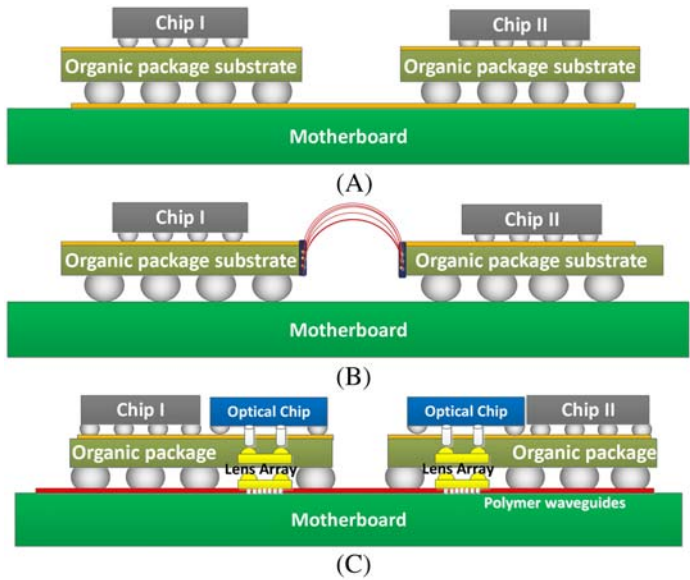 Chip I
Chip II
Organic package substrate
Organic package substrate
Motherboard
(A)
Chip I
Chip II
Organic package substrate
Organic package substrate
Motherboard
(B)
Chip I
Optical Chip
Optical Chip
Chip II
Organic package
Organic package
Lens Array
Lens Array
Polymer waveguides
Motherboard
(C)